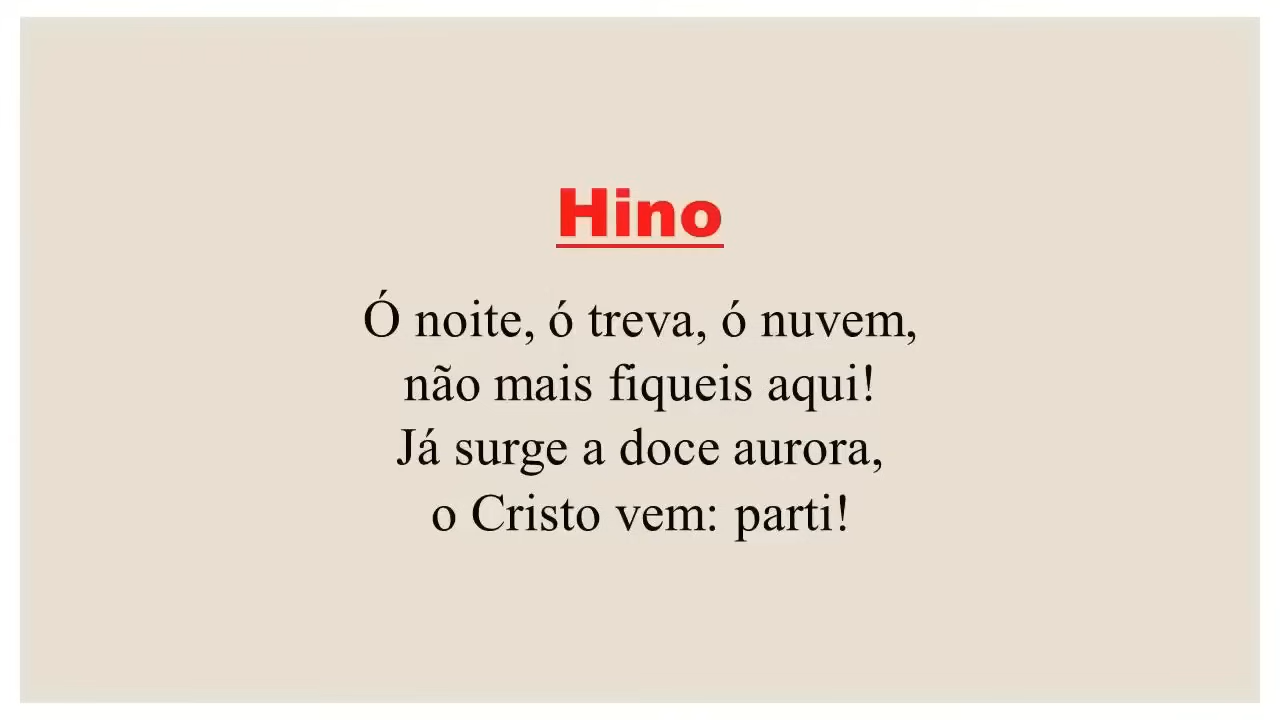 Hino
Ó noite, ó treva, ó nuvem,
não mais fiqueis aqui!
Já surge a doce aurora,
o Cristo vem: parti!